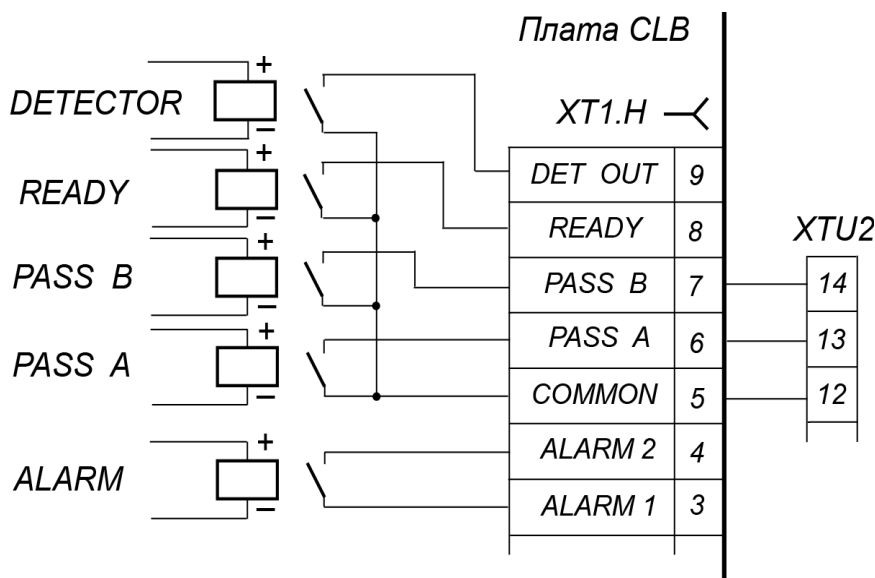 Плата CLB
XT1.H
DETECTOR
+
−
READY
+
−
PASS B
+
−
PASS A
+
−
ALARM
+
−
DET OUT 9
READY 8
PASS B 7
PASS A 6
COMMON 5
ALARM 2 4
ALARM 1 3
XTU2
14
13
12